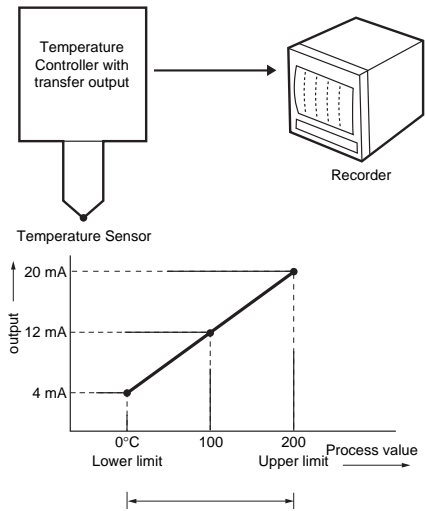 Temperature
Controller with
transfer output
Recorder
Temperature Sensor
20 mA
12 mA
4 mA
output
0°C
100
200
Process value
Lower limit
Upper limit